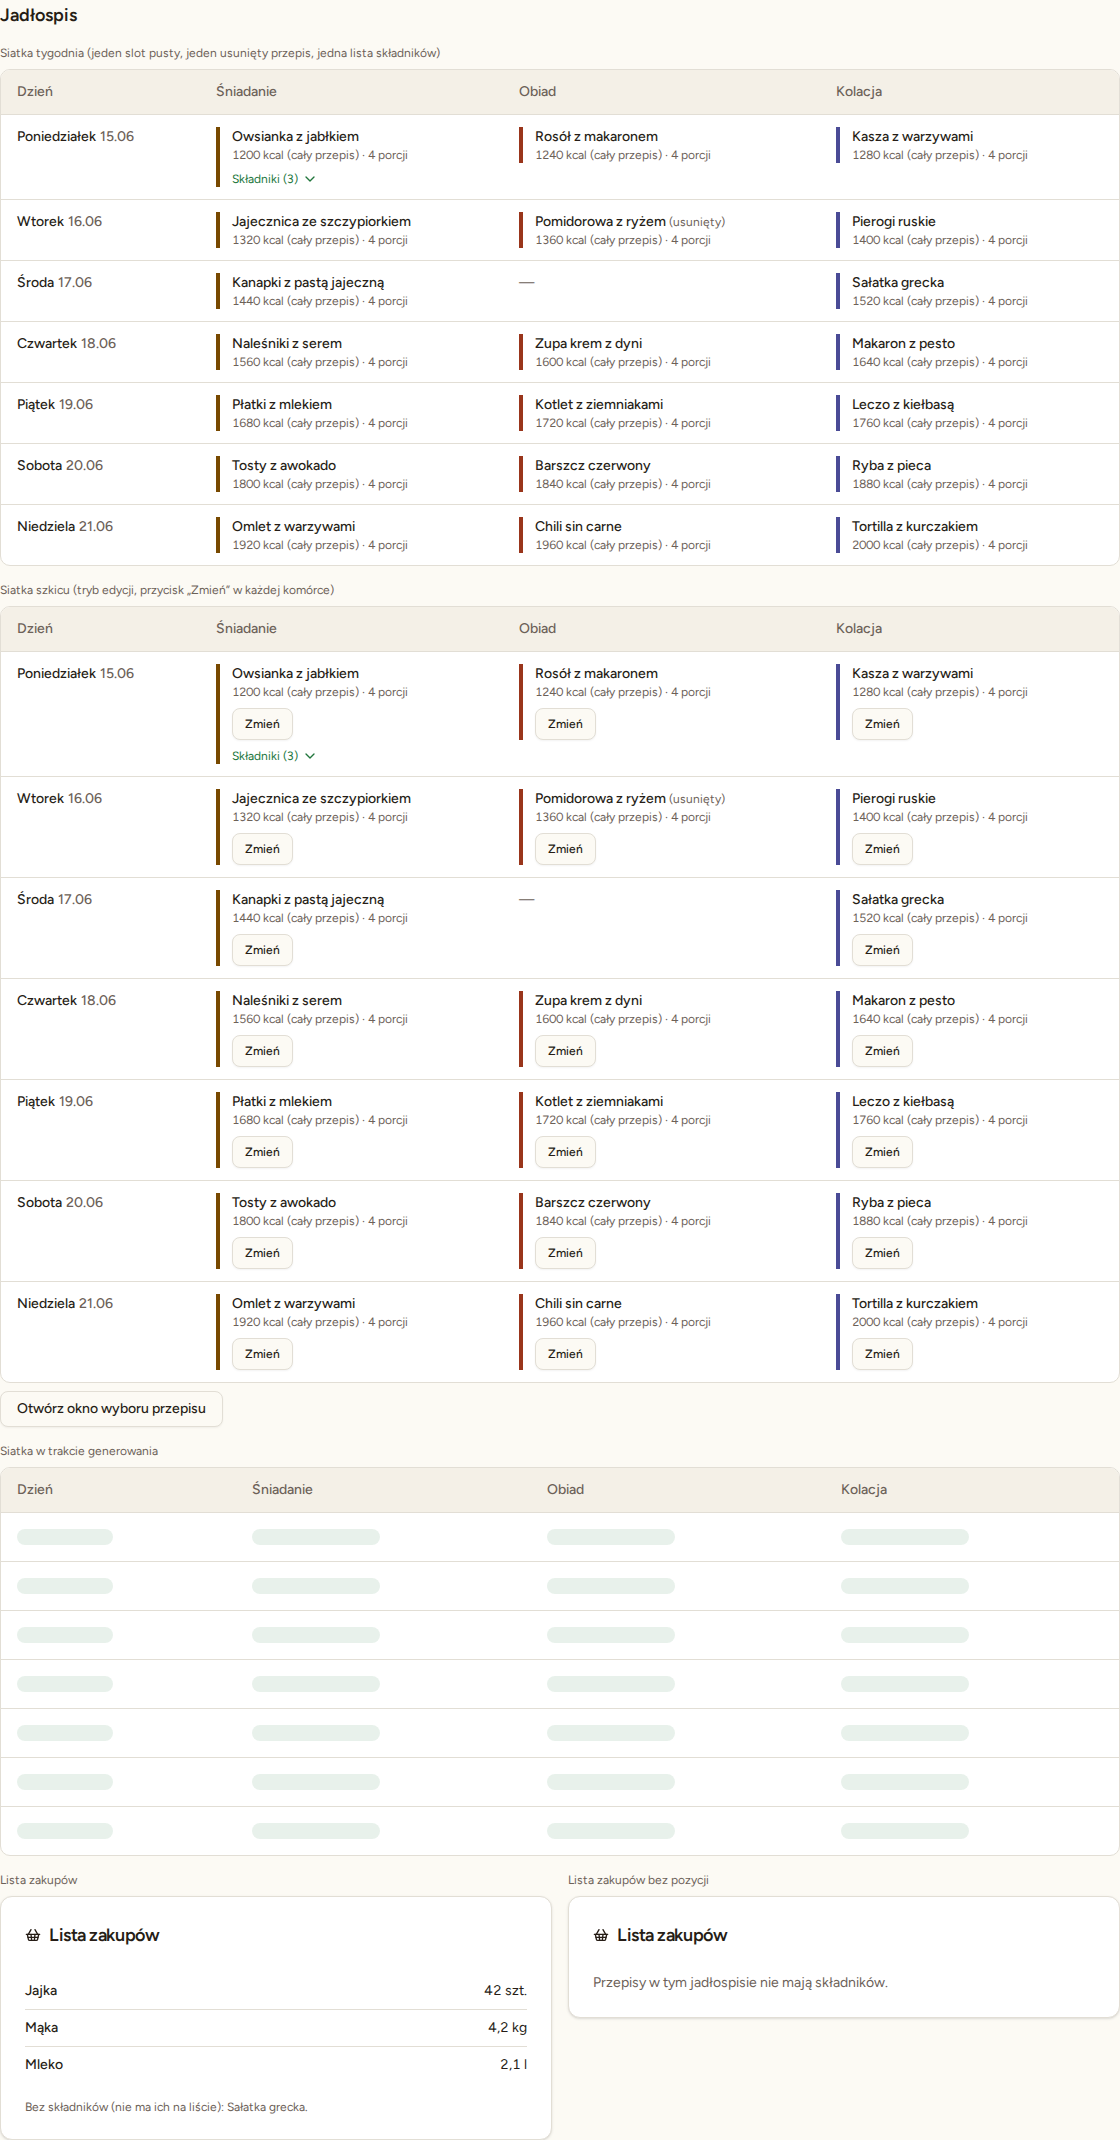 Jadłospis
Siatka tygodnia (jeden slot pusty, jeden usunięty przepis, jedna lista składników)
Dzień Śniadanie Obiad Kolacja
Poniedziałek 15.06 Owsianka z jabłkiem Rosół z makaronem Kasza z warzywami
1200 kcal (cały przepis) · 4 porcji 1240 kcal (cały przepis) · 4 porcji 1280 kcal (cały przepis) · 4 porcji
Składniki (3)
Wtorek 16.06 Jajecznica ze szczypiorkiem Pomidorowa z ryżem (usunięty) Pierogi ruskie
1320 kcal (cały przepis) · 4 porcji 1360 kcal (cały przepis) · 4 porcji 1400 kcal (cały przepis) · 4 porcji
Środa 17.06 Kanapki z pastą jajeczną — Sałatka grecka
1440 kcal (cały przepis) · 4 porcji 1520 kcal (cały przepis) · 4 porcji
Czwartek 18.06 Naleśniki z serem Zupa krem z dyni Makaron z pesto
1560 kcal (cały przepis) · 4 porcji 1600 kcal (cały przepis) · 4 porcji 1640 kcal (cały przepis) · 4 porcji
Piątek 19.06 Płatki z mlekiem Kotlet z ziemniakami Leczo z kiełbasą
1680 kcal (cały przepis) · 4 porcji 1720 kcal (cały przepis) · 4 porcji 1760 kcal (cały przepis) · 4 porcji
Sobota 20.06 Tosty z awokado Barszcz czerwony Ryba z pieca
1800 kcal (cały przepis) · 4 porcji 1840 kcal (cały przepis) · 4 porcji 1880 kcal (cały przepis) · 4 porcji
Niedziela 21.06 Omlet z warzywami Chili sin carne Tortilla z kurczakiem
1920 kcal (cały przepis) · 4 porcji 1960 kcal (cały przepis) · 4 porcji 2000 kcal (cały przepis) · 4 porcji
Siatka szkicu (tryb edycji, przycisk „Zmień” w każdej komórce)
Dzień Śniadanie Obiad Kolacja
Poniedziałek 15.06 Owsianka z jabłkiem Rosół z makaronem Kasza z warzywami
1200 kcal (cały przepis) · 4 porcji 1240 kcal (cały przepis) · 4 porcji 1280 kcal (cały przepis) · 4 porcji
Zmień Zmień Zmień
Składniki (3)
Wtorek 16.06 Jajecznica ze szczypiorkiem Pomidorowa z ryżem (usunięty) Pierogi ruskie
1320 kcal (cały przepis) · 4 porcji 1360 kcal (cały przepis) · 4 porcji 1400 kcal (cały przepis) · 4 porcji
Zmień Zmień Zmień
Środa 17.06 Kanapki z pastą jajeczną — Sałatka grecka
1440 kcal (cały przepis) · 4 porcji 1520 kcal (cały przepis) · 4 porcji
Zmień Zmień
Czwartek 18.06 Naleśniki z serem Zupa krem z dyni Makaron z pesto
1560 kcal (cały przepis) · 4 porcji 1600 kcal (cały przepis) · 4 porcji 1640 kcal (cały przepis) · 4 porcji
Zmień Zmień Zmień
Piątek 19.06 Płatki z mlekiem Kotlet z ziemniakami Leczo z kiełbasą
1680 kcal (cały przepis) · 4 porcji 1720 kcal (cały przepis) · 4 porcji 1760 kcal (cały przepis) · 4 porcji
Zmień Zmień Zmień
Sobota 20.06 Tosty z awokado Barszcz czerwony Ryba z pieca
1800 kcal (cały przepis) · 4 porcji 1840 kcal (cały przepis) · 4 porcji 1880 kcal (cały przepis) · 4 porcji
Zmień Zmień Zmień
Niedziela 21.06 Omlet z warzywami Chili sin carne Tortilla z kurczakiem
1920 kcal (cały przepis) · 4 porcji 1960 kcal (cały przepis) · 4 porcji 2000 kcal (cały przepis) · 4 porcji
Zmień Zmień Zmień
Otwórz okno wyboru przepisu
Siatka w trakcie generowania
Dzień Śniadanie Obiad Kolacja
Lista zakupów
Lista zakupów
Jajka 42 szt.
Mąka 4,2 kg
Mleko 2,1 l
Bez składników (nie ma ich na liście): Sałatka grecka.
Lista zakupów bez pozycji
Lista zakupów
Przepisy w tym jadłospisie nie mają składników.